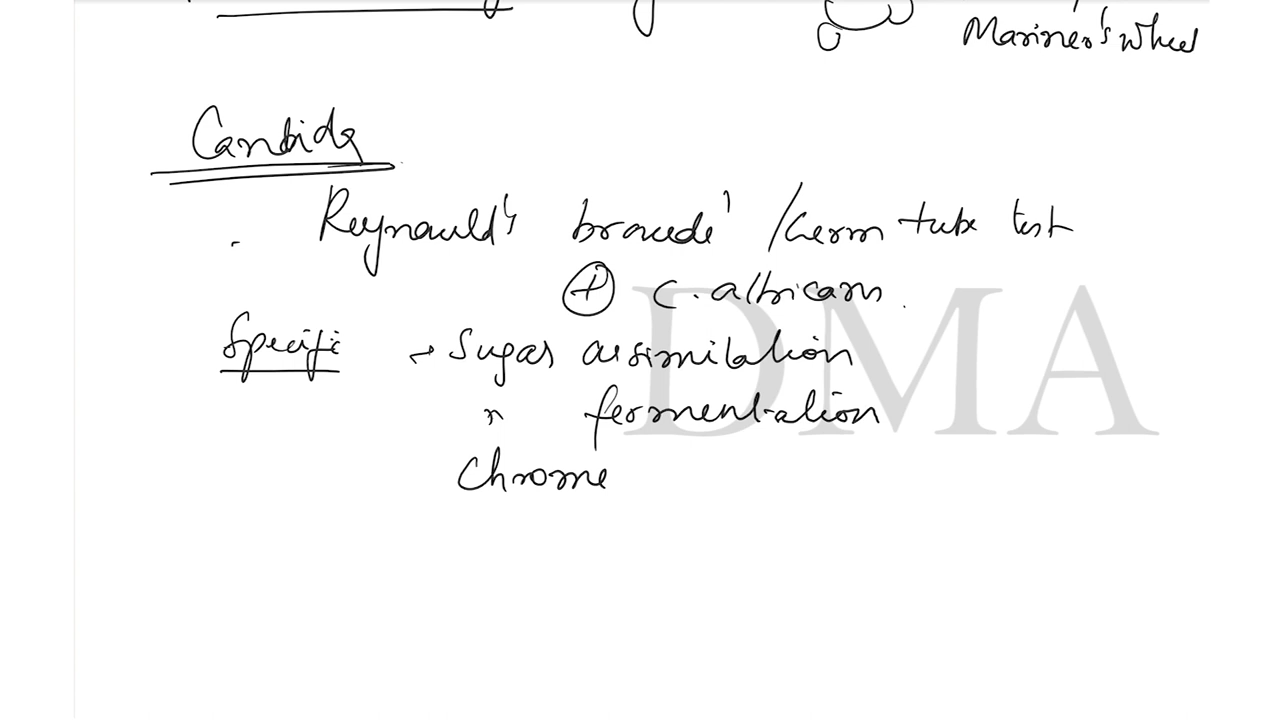 Mariner's wheel
Candida
Reynauld's braude' / Germ tube test
+ C. albicans.
Specific → Sugar assimilation
" fermentation
Chrome
DMA